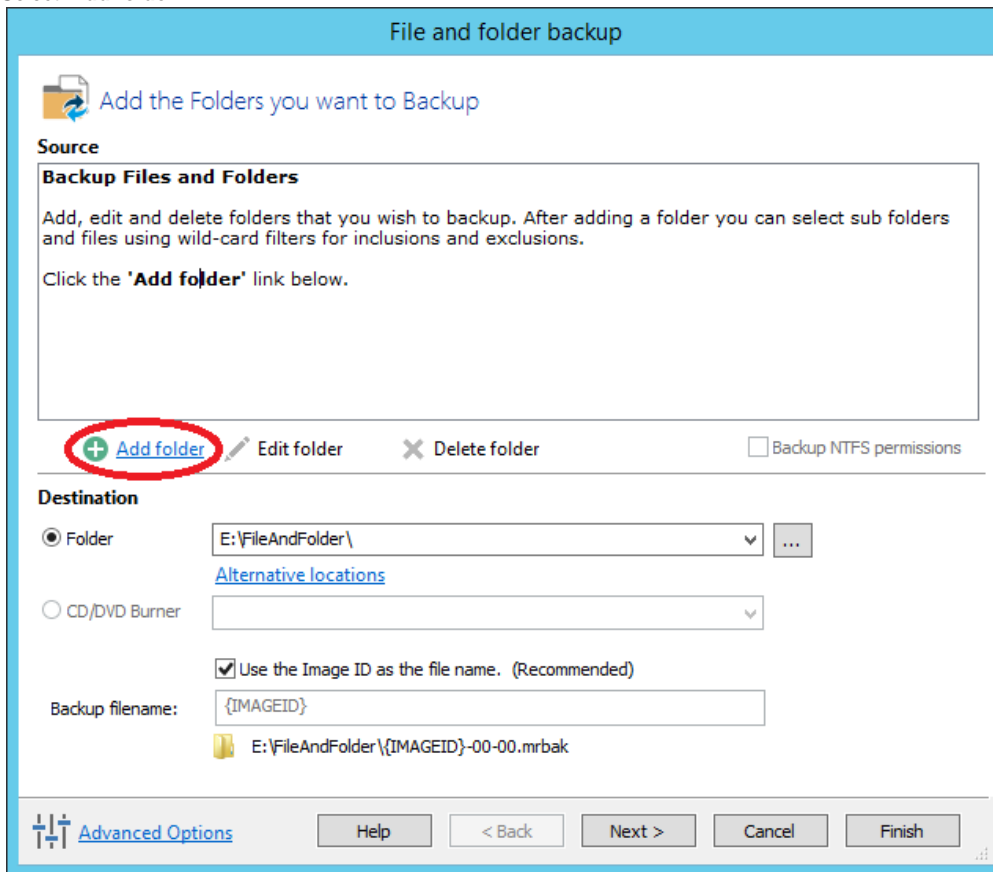 File and folder backup
Add the Folders you want to Backup
Source
Backup Files and Folders
Add, edit and delete folders that you wish to backup. After adding a folder you can select sub folders
and files using wild-card filters for inclusions and exclusions.
Click the 'Add folder' link below.
Add folder Edit folder Delete folder Backup NTFS permissions
Destination
Folder E:\FileAndFolder\ ...
Alternative locations
CD/DVD Burner
Use the Image ID as the file name. (Recommended)
Backup filename: {IMAGEID}
E:\FileAndFolder\{IMAGEID}-00-00.mrbak
Advanced Options Help < Back Next > Cancel Finish